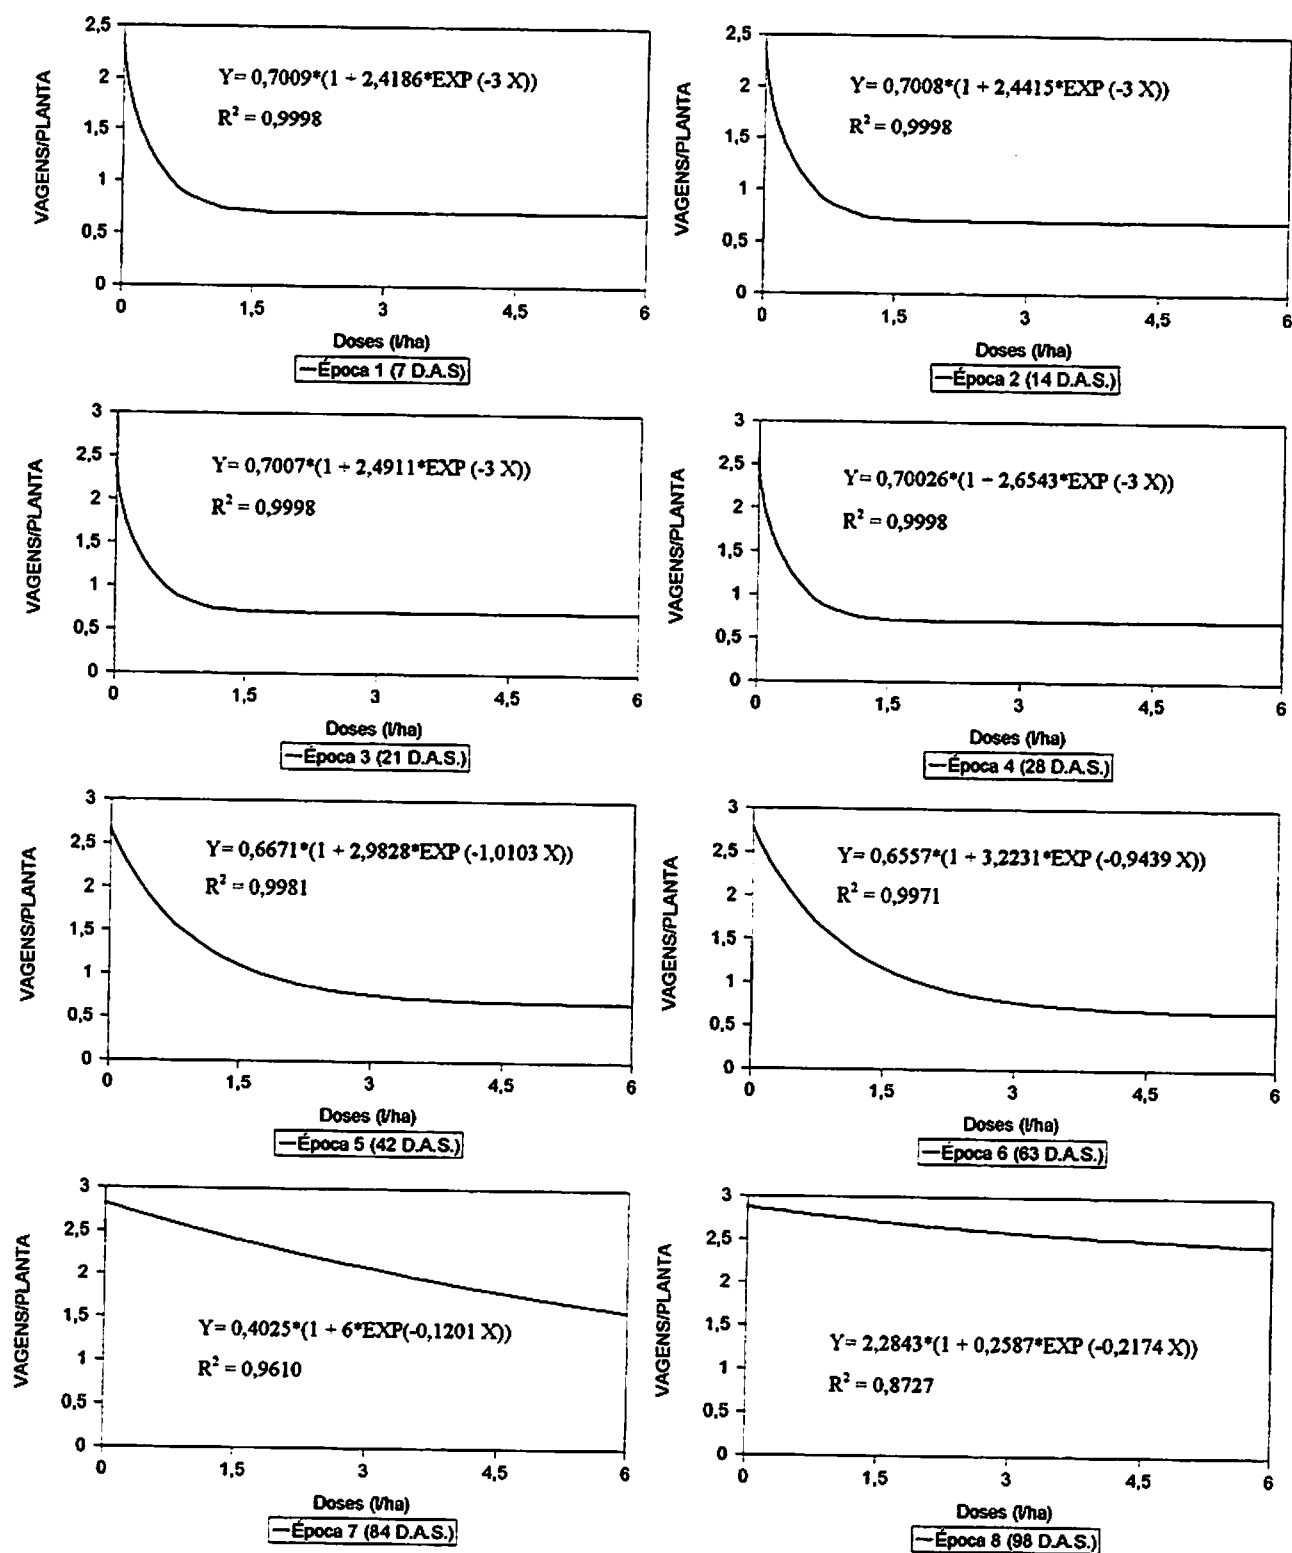 2,5
2
1,5
1
0,5
0
VAGENS/PLANTA
Y= 0,7009*(1 + 2,4186*EXP (-3 X))
R² = 0,9998
0 1,5 3 4,5 6
Doses (l/ha)
Época 1 (7 D.A.S)
2,5
2
1,5
1
0,5
0
VAGENS/PLANTA
Y= 0,7008*(1 + 2,4415*EXP (-3 X))
R² = 0,9998
0 1,5 3 4,5 6
Doses (l/ha)
Época 2 (14 D.A.S.)
3
2,5
2
1,5
1
0,5
0
VAGENS/PLANTA
Y= 0,7007*(1 + 2,4911*EXP (-3 X))
R² = 0,9998
0 1,5 3 4,5 6
Doses (l/ha)
Época 3 (21 D.A.S.)
3
2,5
2
1,5
1
0,5
0
VAGENS/PLANTA
Y= 0,70026*(1 + 2,6543*EXP (-3 X))
R² = 0,9998
0 1,5 3 4,5 6
Doses (l/ha)
Época 4 (28 D.A.S.)
3
2,5
2
1,5
1
0,5
0
VAGENS/PLANTA
Y= 0,6671*(1 + 2,9828*EXP (-1,0103 X))
R² = 0,9981
0 1,5 3 4,5 6
Doses (l/ha)
Época 5 (42 D.A.S.)
3
2,5
2
1,5
1
0,5
0
VAGENS/PLANTA
Y= 0,6557*(1 + 3,2231*EXP (-0,9439 X))
R² = 0,9971
0 1,5 3 4,5 6
Doses (l/ha)
Época 6 (63 D.A.S.)
3
2,5
2
1,5
1
0,5
0
VAGENS/PLANTA
Y= 0,4025*(1 + 6*EXP(-0,1201 X))
R² = 0,9610
0 1,5 3 4,5 6
Doses (l/ha)
Época 7 (84 D.A.S.)
3
2,5
2
1,5
1
0,5
0
VAGENS/PLANTA
Y= 2,2843*(1 + 0,2587*EXP (-0,2174 X))
R² = 0,8727
0 1,5 3 4,5 6
Doses (l/ha)
Época 8 (98 D.A.S.)